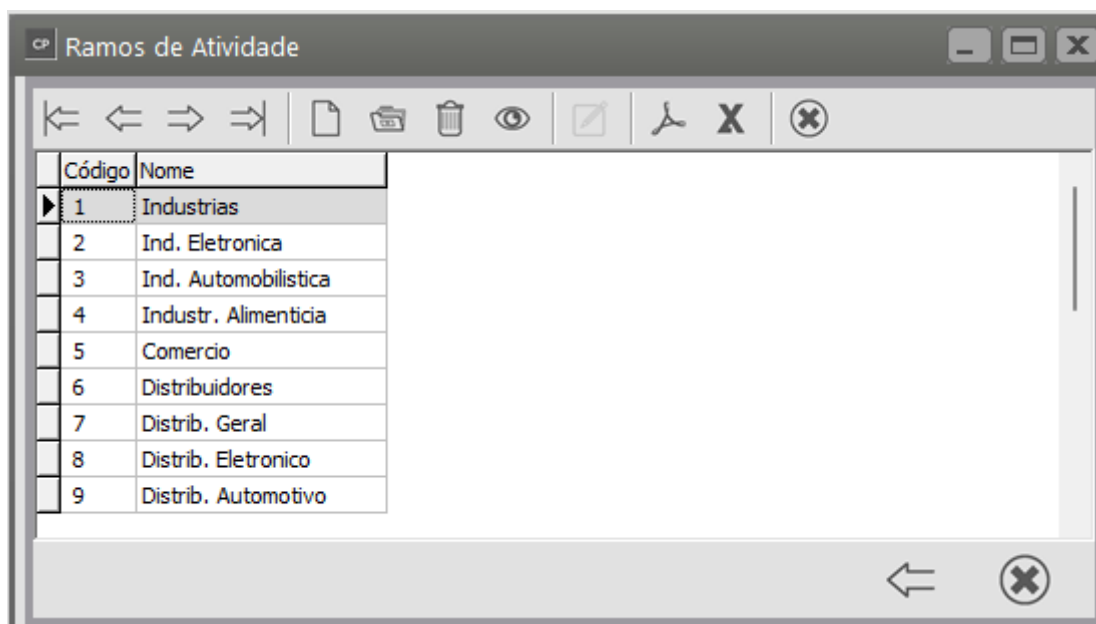 CP Ramos de Atividade
Código Nome
1 Industrias
2 Ind. Eletronica
3 Ind. Automobilistica
4 Industr. Alimenticia
5 Comercio
6 Distribuidores
7 Distrib. Geral
8 Distrib. Eletronico
9 Distrib. Automotivo